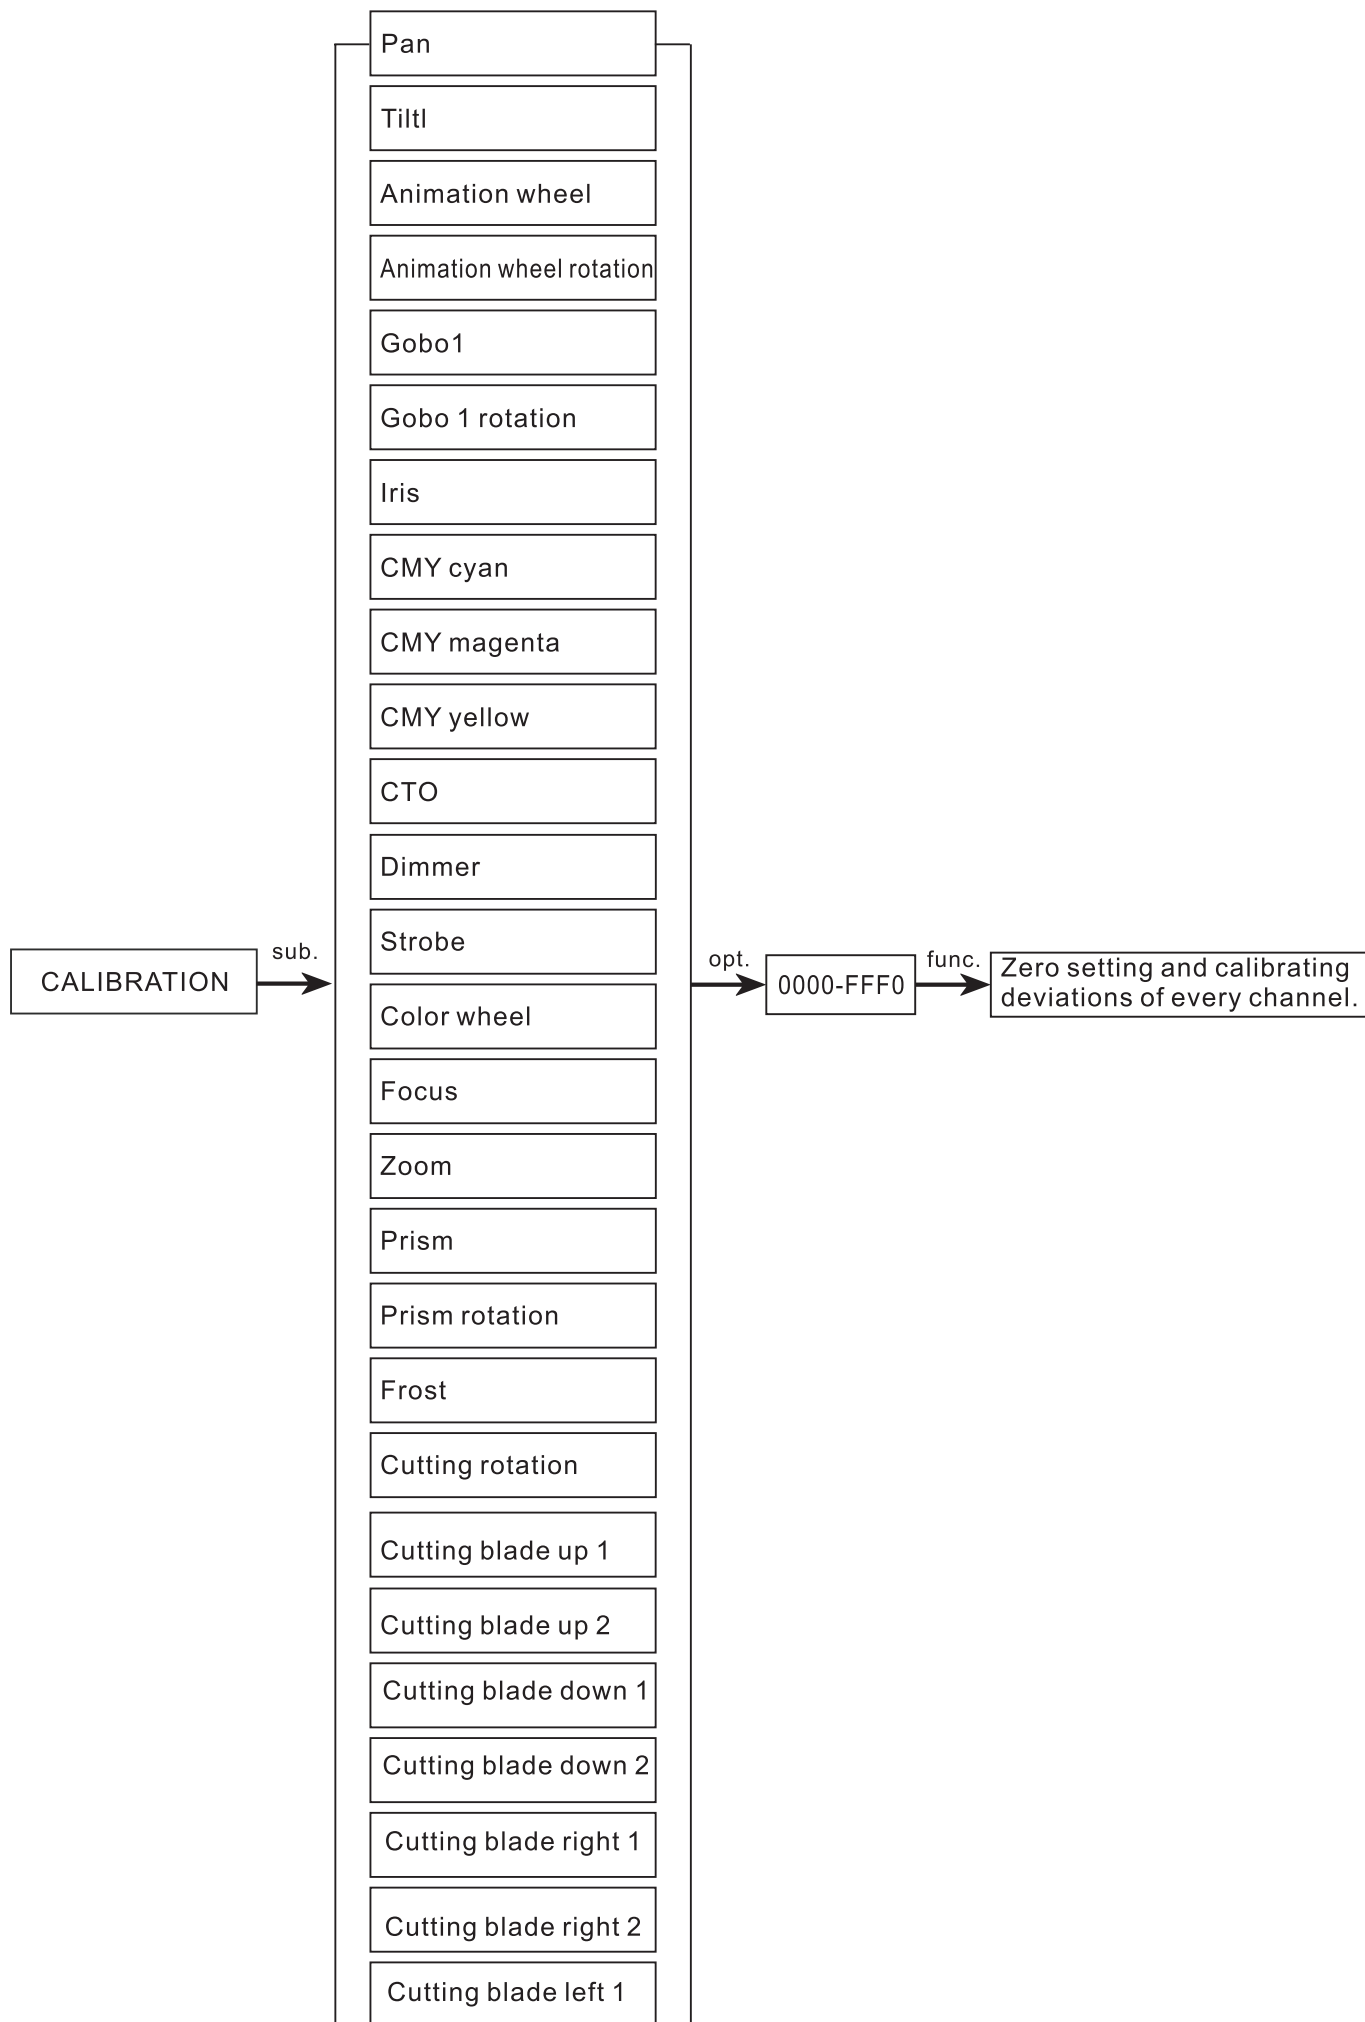 Pan
Tiltl
Animation wheel
Animation wheel rotation
Gobo1
Gobo 1 rotation
Iris
CMY cyan
CMY magenta
CMY yellow
CTO
Dimmer
Strobe
Color wheel
Focus
Zoom
Prism
Prism rotation
Frost
Cutting rotation
Cutting blade up 1
Cutting blade up 2
Cutting blade down 1
Cutting blade down 2
Cutting blade right 1
Cutting blade right 2
Cutting blade left 1
CALIBRATION
sub.
opt.
0000-FFF0
func.
Zero setting and calibrating
deviations of every channel.